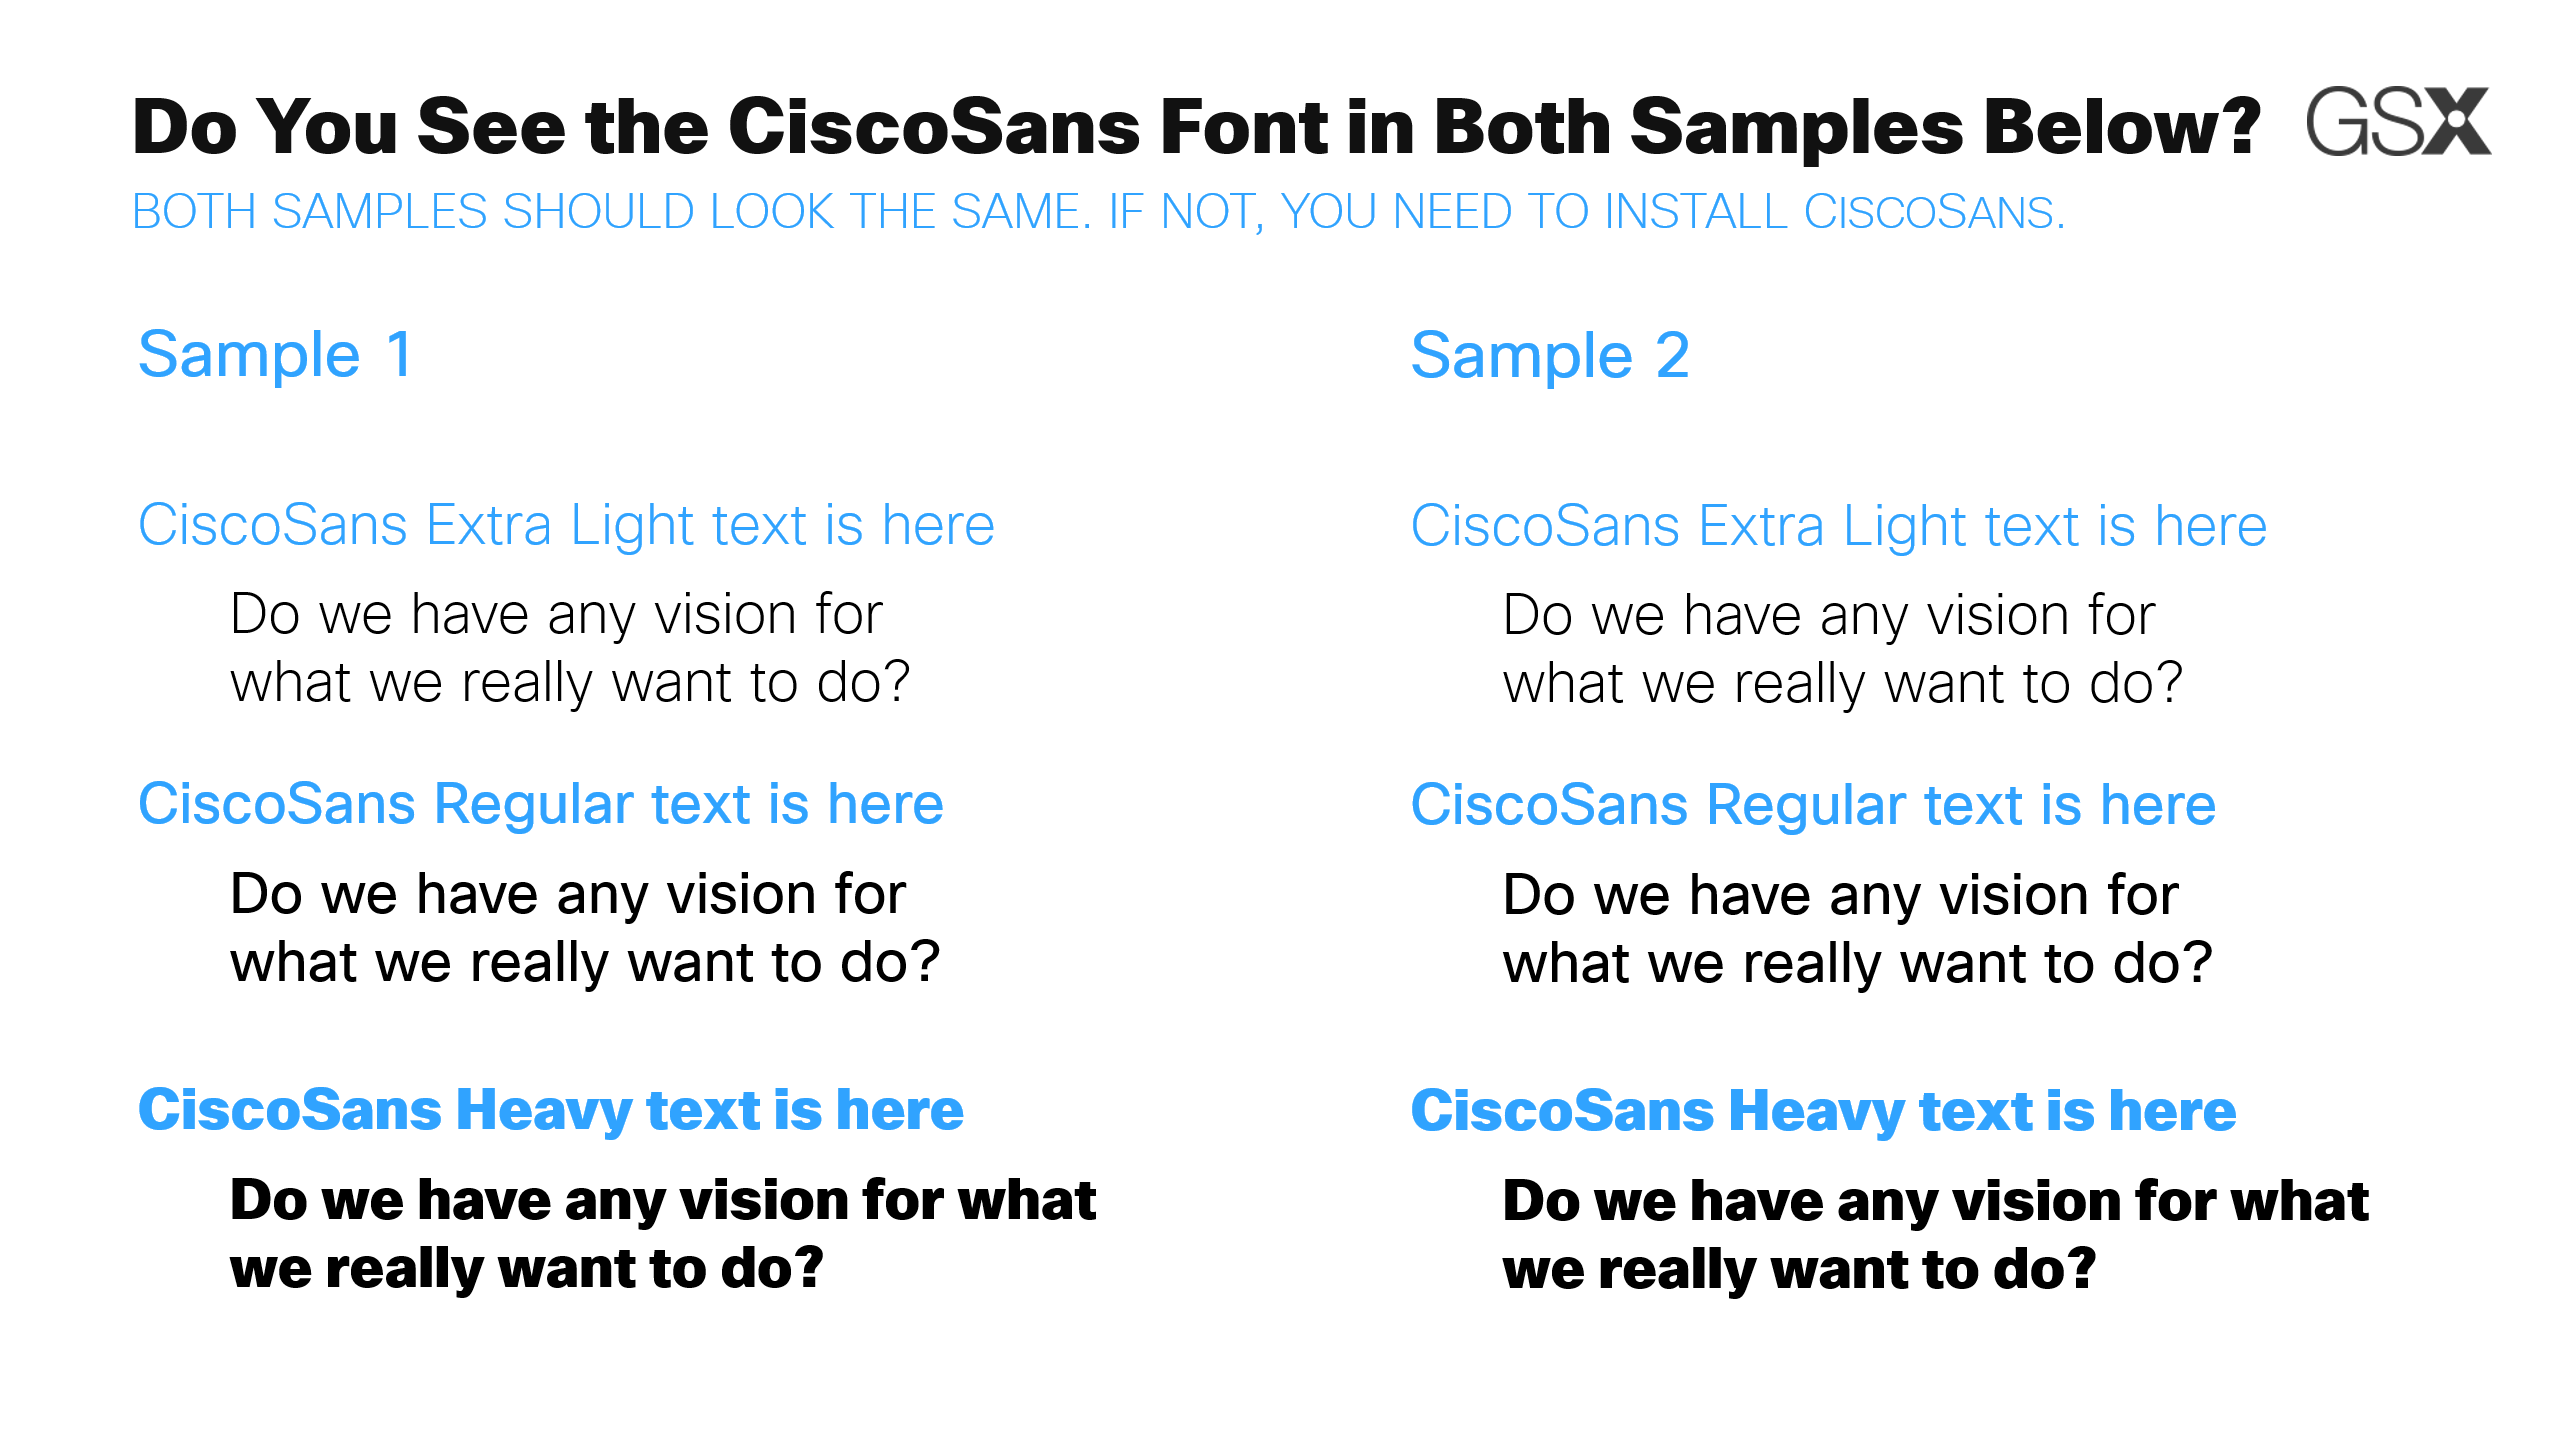 Do You See the CiscoSans Font in Both Samples Below?
GSX
BOTH SAMPLES SHOULD LOOK THE SAME. IF NOT, YOU NEED TO INSTALL CISCOSANS.
Sample 1
CiscoSans Extra Light text is here
Do we have any vision for
what we really want to do?
CiscoSans Regular text is here
Do we have any vision for
what we really want to do?
CiscoSans Heavy text is here
Do we have any vision for what
we really want to do?
Sample 2
CiscoSans Extra Light text is here
Do we have any vision for
what we really want to do?
CiscoSans Regular text is here
Do we have any vision for
what we really want to do?
CiscoSans Heavy text is here
Do we have any vision for what
we really want to do?